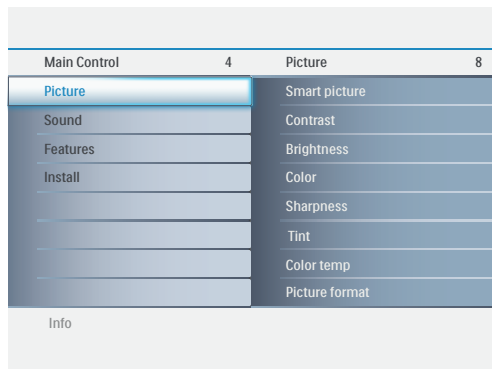 Main Control 4
Picture
Sound
Features
Install
Picture 8
Smart picture
Contrast
Brightness
Color
Sharpness
Tint
Color temp
Picture format
Info